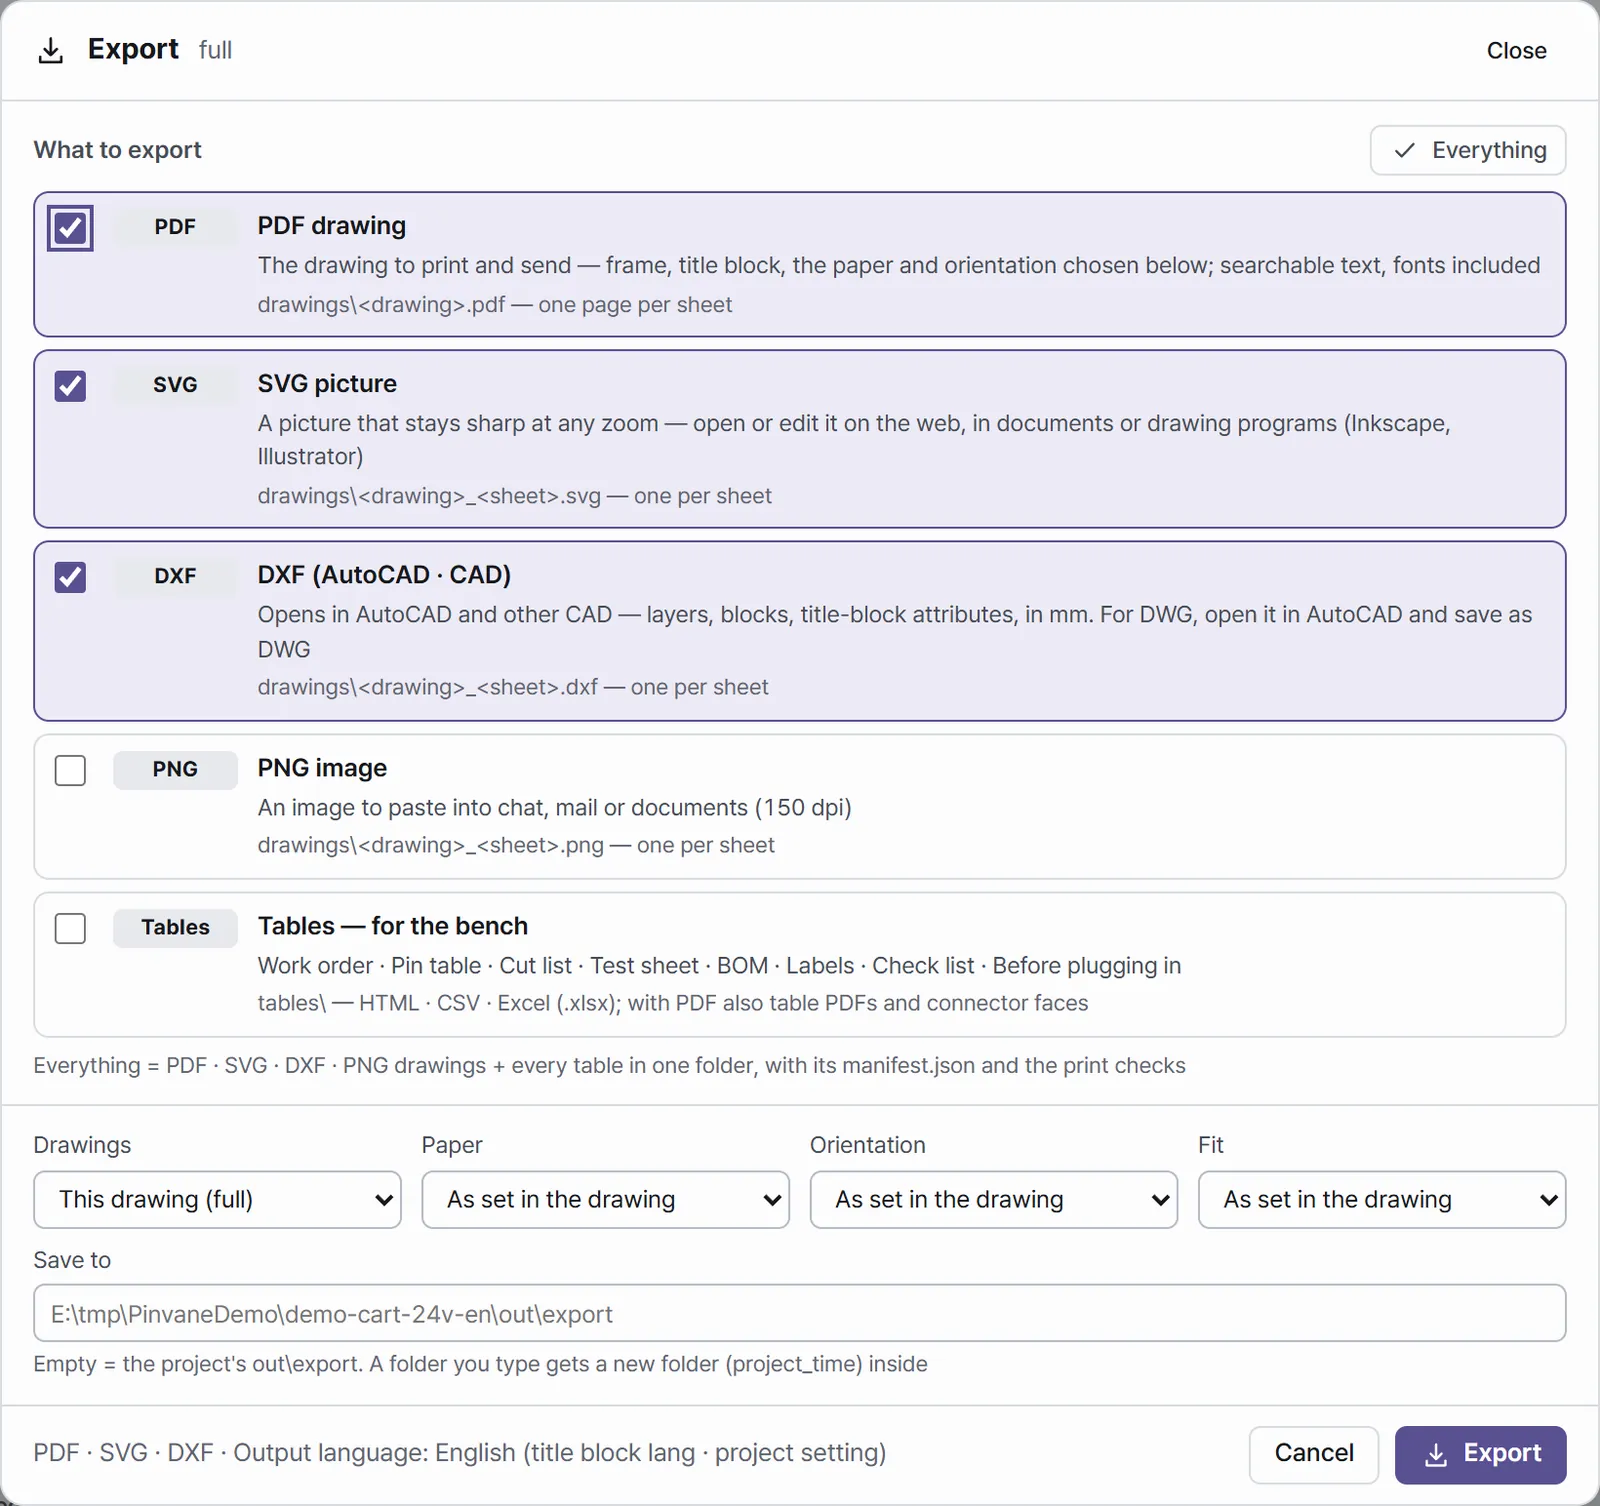 Export full
Close
What to export
Everything
PDF
PDF drawing
The drawing to print and send — frame, title block, the paper and orientation chosen below; searchable text, fonts included
drawings\<drawing>.pdf — one page per sheet
SVG
SVG picture
A picture that stays sharp at any zoom — open or edit it on the web, in documents or drawing programs (Inkscape,
Illustrator)
drawings\<drawing>_<sheet>.svg — one per sheet
DXF
DXF (AutoCAD · CAD)
Opens in AutoCAD and other CAD — layers, blocks, title-block attributes, in mm. For DWG, open it in AutoCAD and save as
DWG
drawings\<drawing>_<sheet>.dxf — one per sheet
PNG
PNG image
An image to paste into chat, mail or documents (150 dpi)
drawings\<drawing>_<sheet>.png — one per sheet
Tables
Tables — for the bench
Work order · Pin table · Cut list · Test sheet · BOM · Labels · Check list · Before plugging in
tables\ — HTML · CSV · Excel (.xlsx); with PDF also table PDFs and connector faces
Everything = PDF · SVG · DXF · PNG drawings + every table in one folder, with its manifest.json and the print checks
Drawings
Paper
Orientation
Fit
This drawing (full)
As set in the drawing
As set in the drawing
As set in the drawing
Save to
E:\tmp\PinvaneDemo\demo-cart-24v-en\out\export
Empty = the project's out\export. A folder you type gets a new folder (project_time) inside
PDF · SVG · DXF · Output language: English (title block lang · project setting)
Cancel
Export